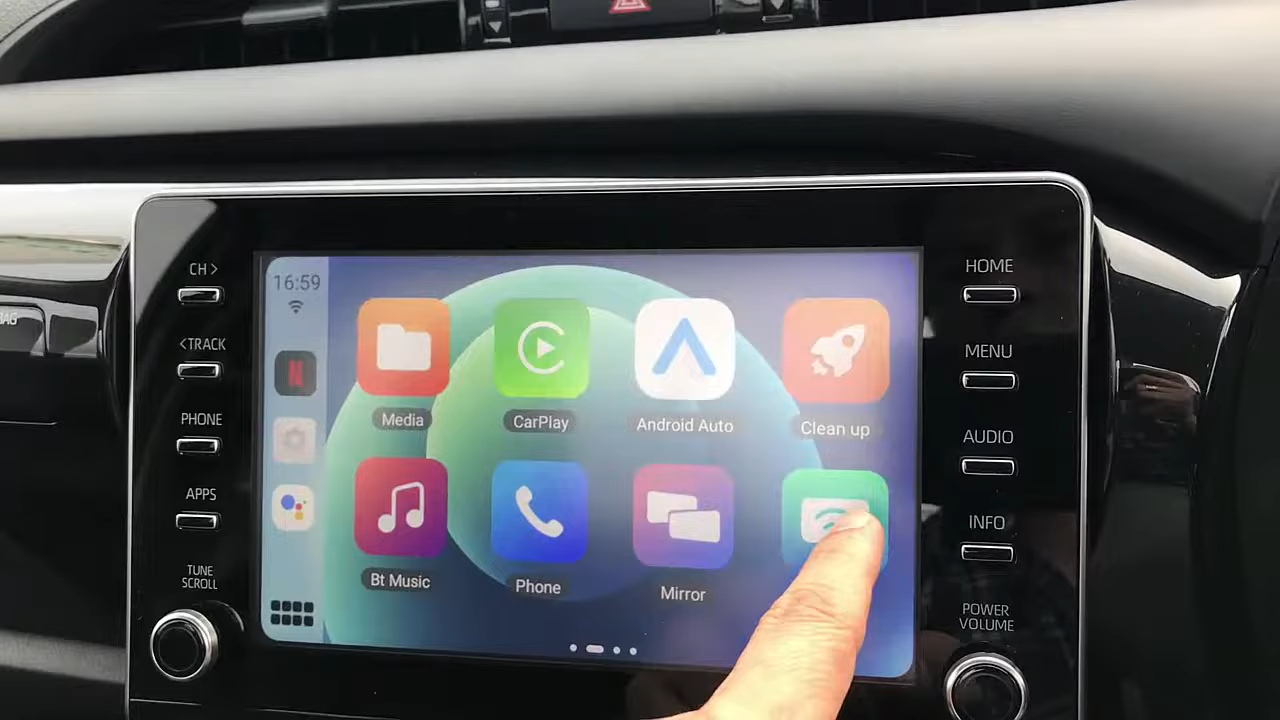 CH >
<TRACK
PHONE
APPS
TUNE
SCROLL
16:59
N
Media
CarPlay
Android Auto
Clean up
Bt Music
Phone
Mirror
HOME
MENU
AUDIO
INFO
POWER
VOLUME